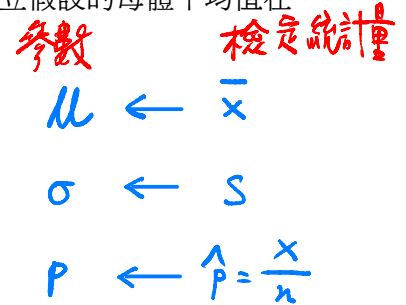 立假設的母體平均值在
參數 檢定統計量
μ ← x̄
σ ← s
p ← p̂ = x/n